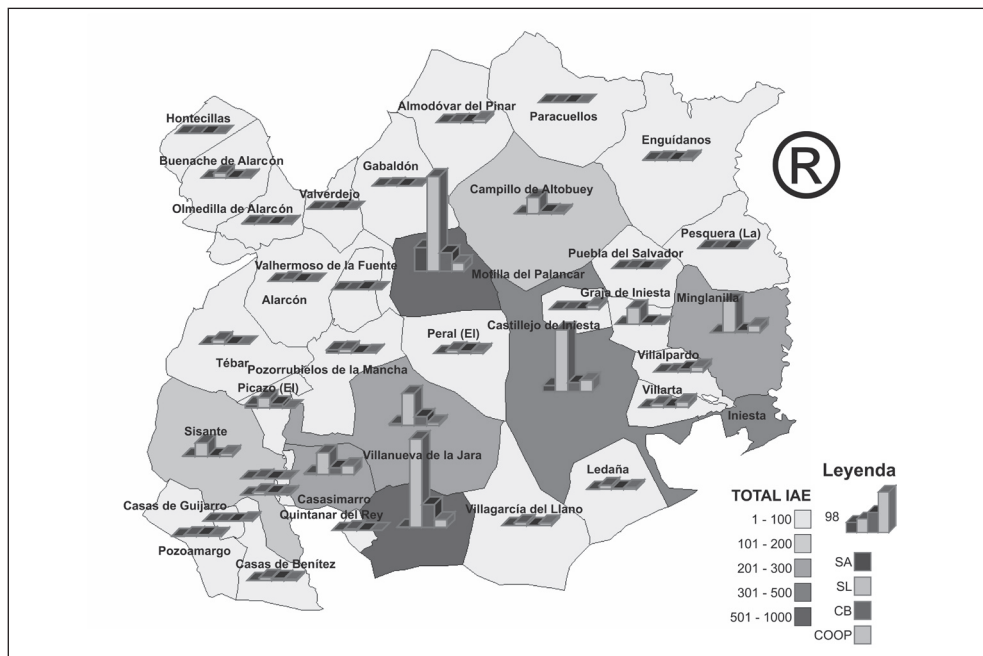 Almodóvar del Pinar
Paracuellos
Hontecillas
Enguídanos
Buenache de Alarcón
Gabaldón
®
Campillo de Altobuey
Valverdejo
Olmedilla de Alarcón
Pesquera (La)
Puebla del Salvador
Valhermoso de la Fuente
Motilla del Palancar
Alarcón
Graja de Iniesta
Minglanilla
Castillejo de Iniesta
Peral (El)
Tébar
Pozorrubielos de la Mancha
Villalpardo
Picazo (El)
Villarta
Iniesta
Sisante
Villanueva de la Jara
Ledaña
Casasimarro
Casas de Guijarro
Quintanar del Rey
Villagarcía del Llano
Pozoamargo
Casas de Benítez
Leyenda
TOTAL IAE
1 - 100
101 - 200
201 - 300
301 - 500
501 - 1000
98
SA
SL
CB
COOP